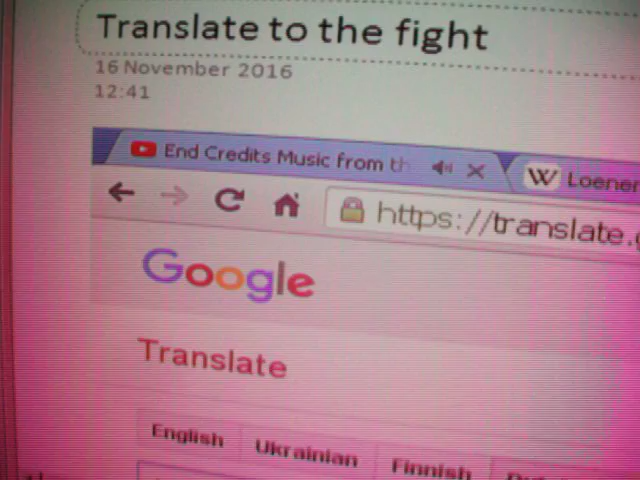 Translate to the fight
16 November 2016
12:41
End Credits Music from th
W Loener
https://translate.g
Google
Translate
English Ukrainian Finnish